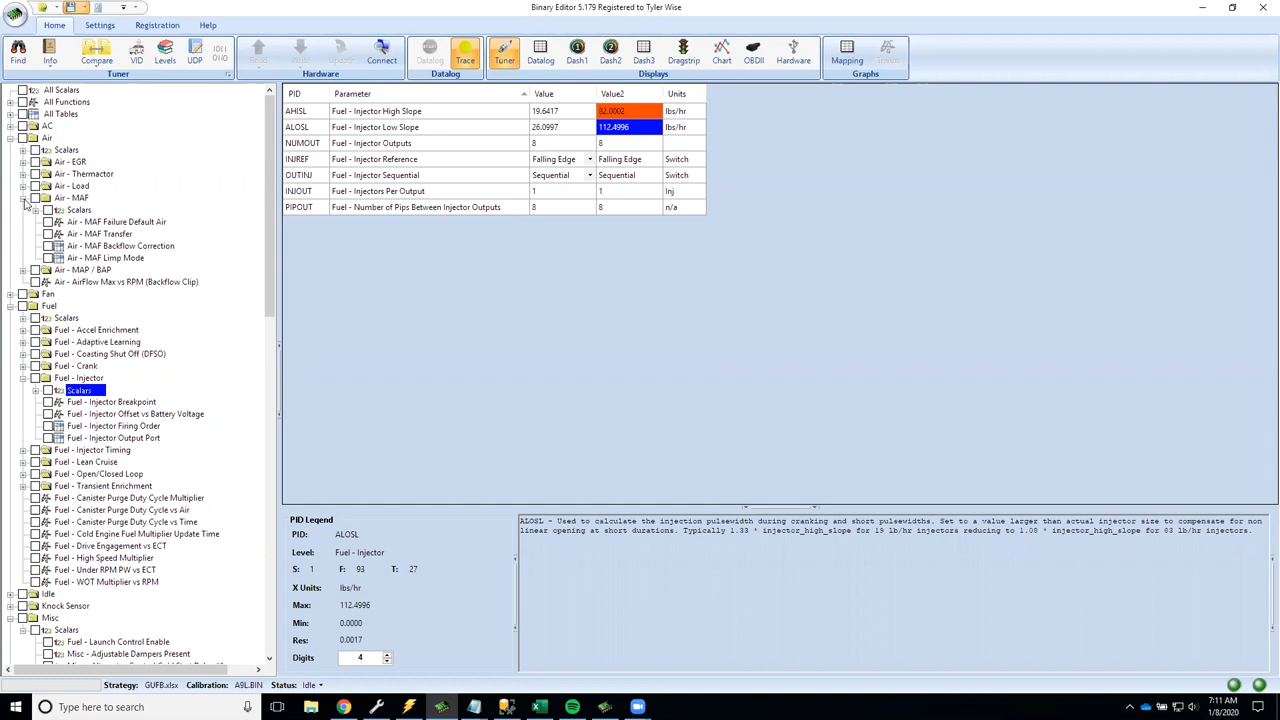 Binary Editor 5.179 Registered to Tyler Wise
Home Settings Registration Help
Find Info Compare VID Levels UDP Read Write Update Connect Datalog Trace Tuner Datalog Dash1 Dash2 Dash3 Dragstrip Chart OBDII Hardware Mapping
Tuner Hardware Datalog Displays Graphs
All Scalars
All Functions
All Tables
AC
Air
Scalars
Air - EGR
Air - Thermactor
Air - Load
Air - MAF
Scalars
Air - MAF Failure Default Air
Air - MAF Transfer
Air - MAF Backflow Correction
Air - MAF Limp Mode
Air - MAP / BAP
Air - AirFlow Max vs RPM (Backflow Clip)
Fan
Fuel
Scalars
Fuel - Accel Enrichment
Fuel - Adaptive Learning
Fuel - Coasting Shut Off (DFSO)
Fuel - Crank
Fuel - Injector
Scalars
Fuel - Injector Breakpoint
Fuel - Injector Offset vs Battery Voltage
Fuel - Injector Firing Order
Fuel - Injector Output Port
Fuel - Injector Timing
Fuel - Lean Cruise
Fuel - Open/Closed Loop
Fuel - Transient Enrichment
Fuel - Canister Purge Duty Cycle Multiplier
Fuel - Canister Purge Duty Cycle vs Air
Fuel - Canister Purge Duty Cycle vs Time
Fuel - Cold Engine Fuel Multiplier Update Time
Fuel - Drive Engagement vs ECT
Fuel - High Speed Multiplier
Fuel - Under RPM PW vs ECT
Fuel - WOT Multiplier vs RPM
Idle
Knock Sensor
Misc
Scalars
Fuel - Launch Control Enable
Misc - Adjustable Dampers Present
PID Parameter Value Value2 Units
AHISL Fuel - Injector High Slope 19.6417 82.0002 lbs/hr
ALOSL Fuel - Injector Low Slope 26.0997 112.4996 lbs/hr
NUMOUT Fuel - Injector Outputs 8 8
INJREF Fuel - Injector Reference Falling Edge Falling Edge Switch
OUTINJ Fuel - Injector Sequential Sequential Sequential Switch
INJOUT Fuel - Injectors Per Output 1 1 Inj
PIPOUT Fuel - Number of Pips Between Injector Outputs 8 8 n/a
PID Legend
PID: ALOSL
Level: Fuel - Injector
S: 1 F: 93 T: 27
X Units: lbs/hr
Max: 112.4996
Min: 0.0000
Res: 0.0017
Digits 4
ALOSL - Used to calculate the injection pulsewidth during cranking and short pulsewidths. Set to a value larger than actual injector size to compensate for non
linear opening at short durations. Typically 1.33 * injector_high_slope for 19 lb/hr injectors reducing to 1.08 * injector_high_slope for 83 lb/hr injectors.
Strategy: GUFB.xlsx Calibration: A9L.BIN Status: Idle
Type here to search
7:11 AM
1/8/2020